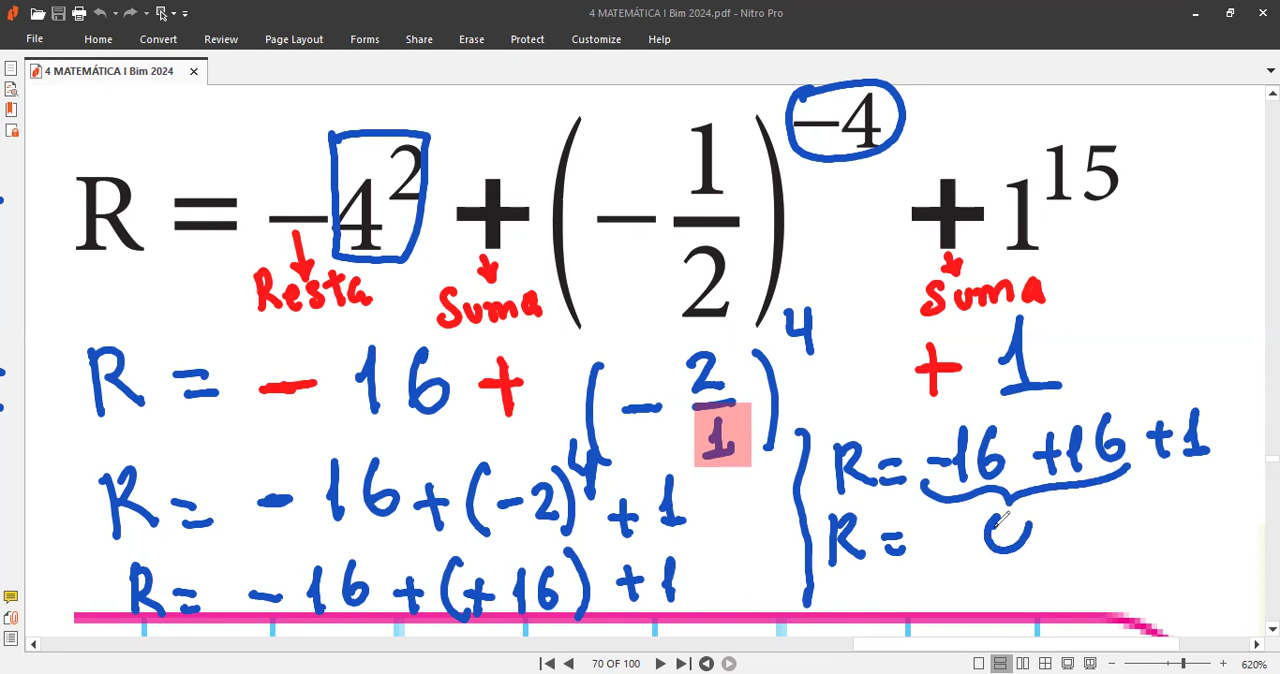 4 MATEMÁTICA I Bim 2024.pdf - Nitro Pro
File Home Convert Review Page Layout Forms Share Erase Protect Customize Help
4 MATEMÁTICA I Bim 2024
R = −4² + (−1/2)⁻⁴ + 1¹⁵
Resta Suma Suma
R = - 16 + (- 2/1)⁴ + 1
R = - 16 + (-2)⁴ + 1
R = - 16 + (+16) + 1
R = -16 +16 +1
R = 0
70 OF 100
620%